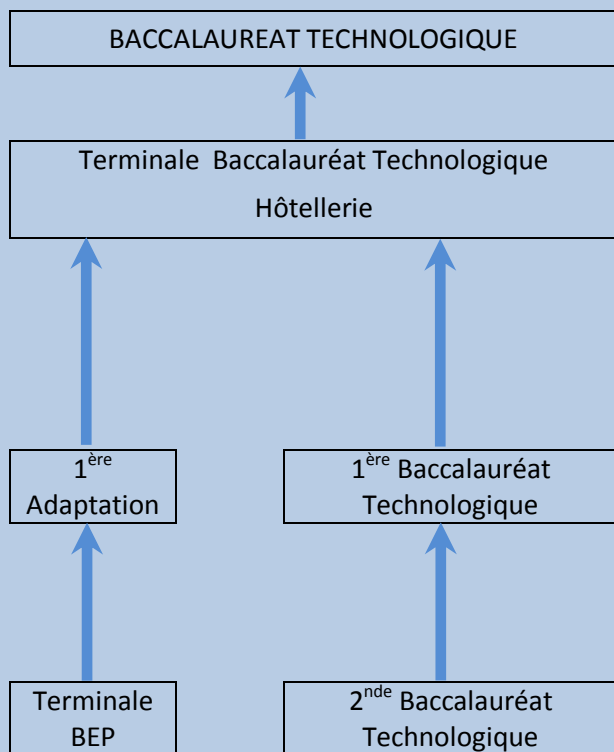 BACCALAUREAT TECHNOLOGIQUE
Terminale Baccalauréat Technologique
Hôtellerie
1ère
Adaptation
1ère Baccalauréat
Technologique
Terminale
BEP
2nde Baccalauréat
Technologique